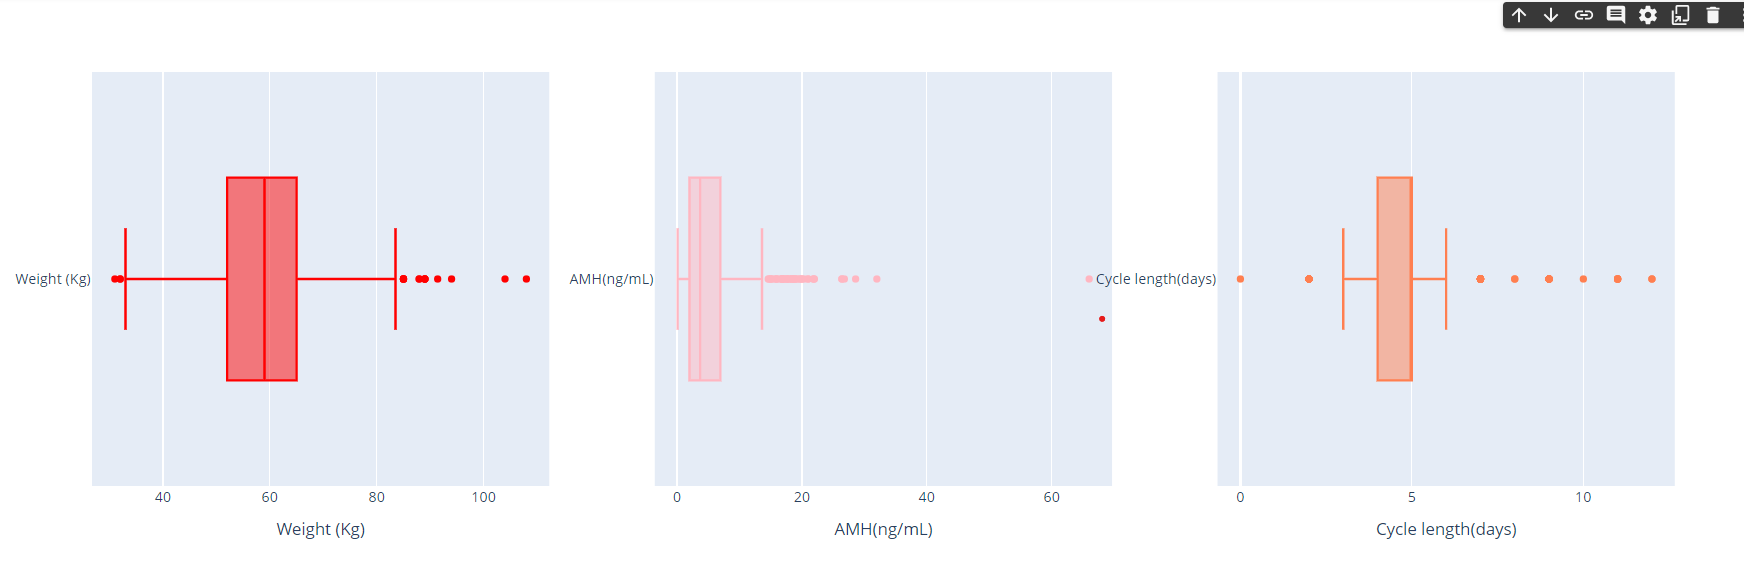 Weight (Kg)
40 60 80 100
Weight (Kg)
AMH(ng/mL)
0 20 40 60
AMH(ng/mL)
Cycle length(days)
0 5 10
Cycle length(days)